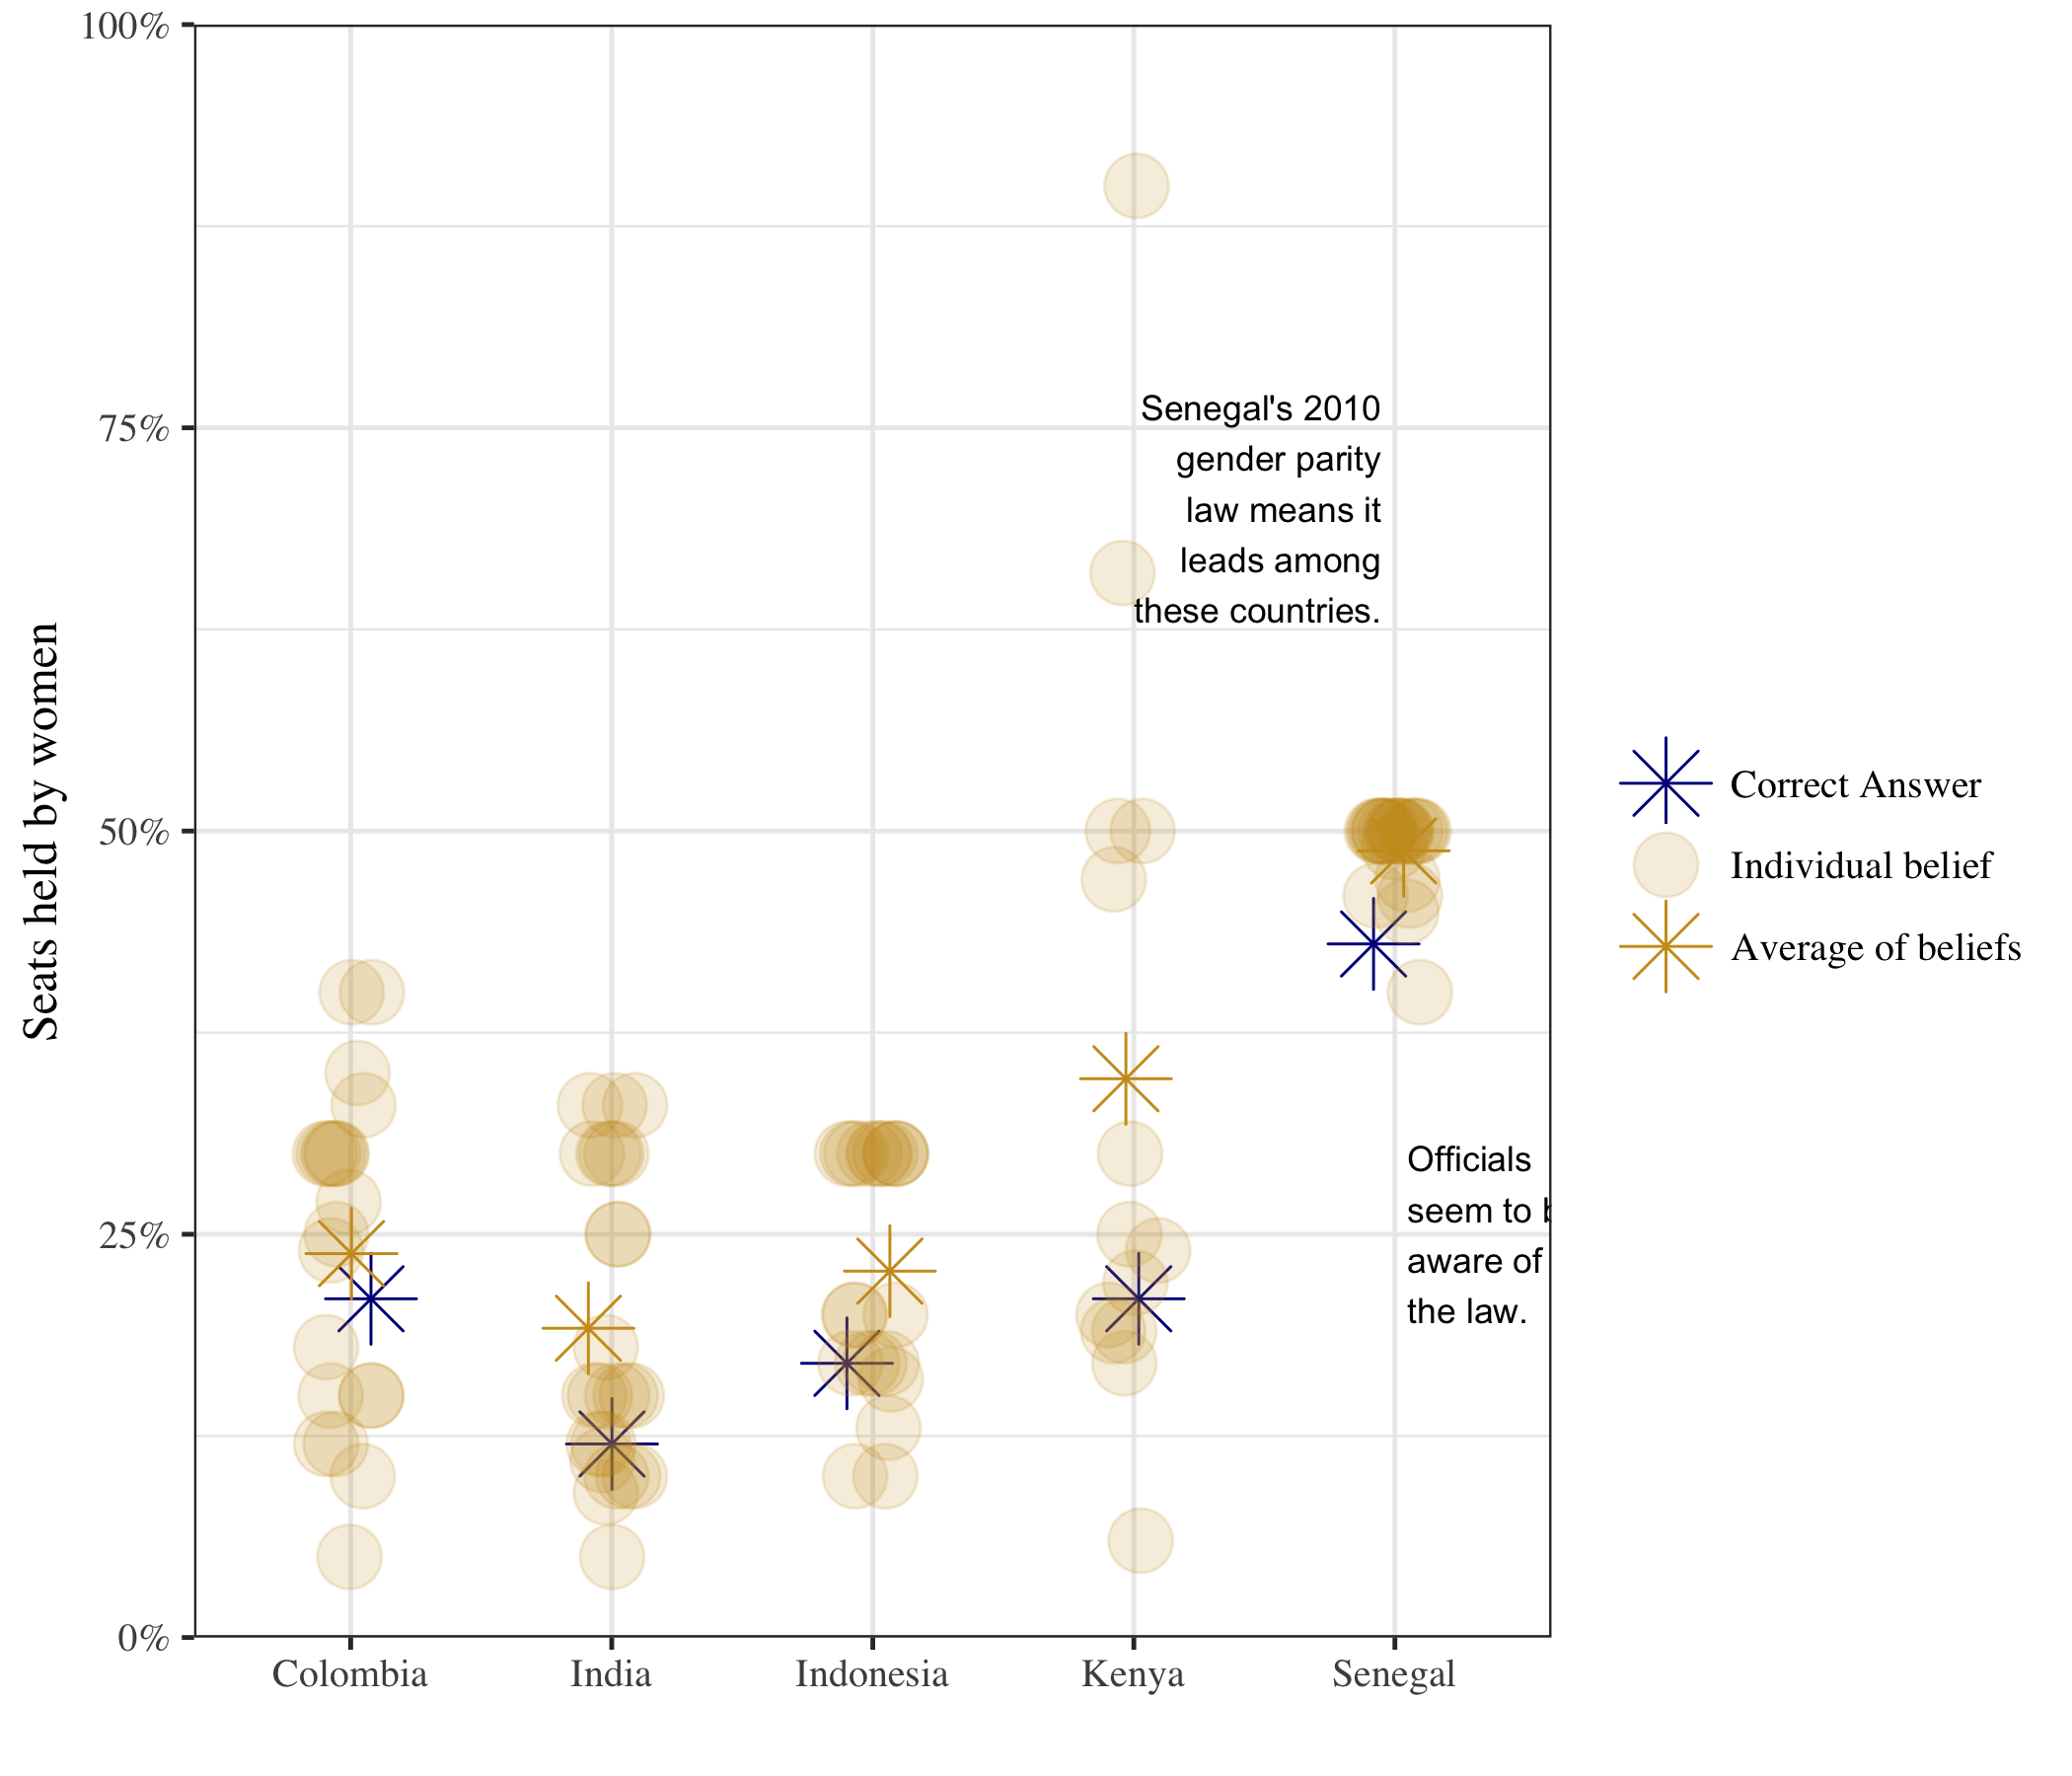 100%
75%
50%
25%
0%
Seats held by women
Senegal's 2010
gender parity
law means it
leads among
these countries.
Officials
seem to
aware of
the law.
Colombia
India
Indonesia
Kenya
Senegal
Correct Answer
Individual belief
Average of beliefs